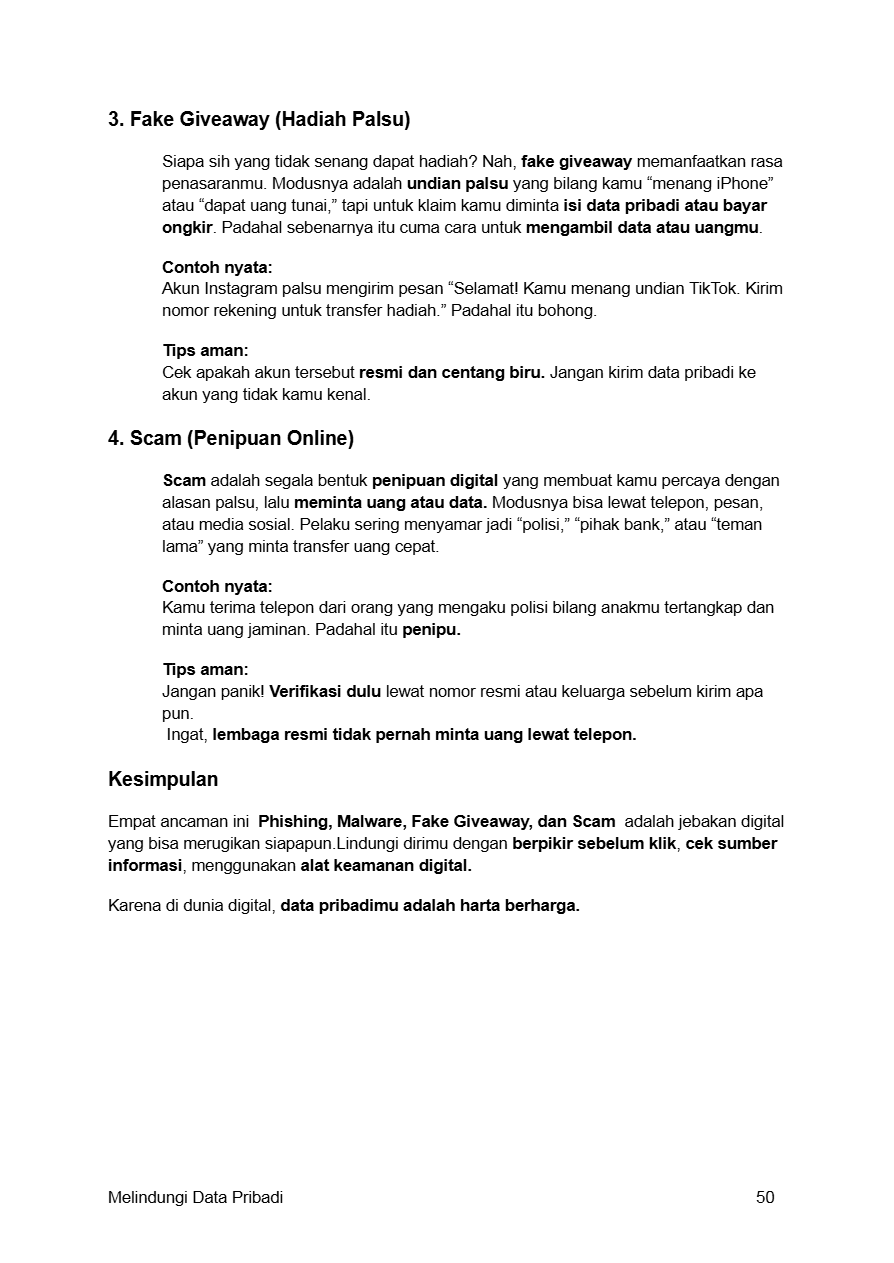 3. Fake Giveaway (Hadiah Palsu)
Siapa sih yang tidak senang dapat hadiah? Nah, fake giveaway memanfaatkan rasa
penasaranmu. Modusnya adalah undian palsu yang bilang kamu “menang iPhone”
atau “dapat uang tunai,” tapi untuk klaim kamu diminta isi data pribadi atau bayar
ongkir. Padahal sebenarnya itu cuma cara untuk mengambil data atau uangmu.
Contoh nyata:
Akun Instagram palsu mengirim pesan “Selamat! Kamu menang undian TikTok. Kirim
nomor rekening untuk transfer hadiah.” Padahal itu bohong.
Tips aman:
Cek apakah akun tersebut resmi dan centang biru. Jangan kirim data pribadi ke
akun yang tidak kamu kenal.
4. Scam (Penipuan Online)
Scam adalah segala bentuk penipuan digital yang membuat kamu percaya dengan
alasan palsu, lalu meminta uang atau data. Modusnya bisa lewat telepon, pesan,
atau media sosial. Pelaku sering menyamar jadi “polisi,” “pihak bank,” atau “teman
lama” yang minta transfer uang cepat.
Contoh nyata:
Kamu terima telepon dari orang yang mengaku polisi bilang anakmu tertangkap dan
minta uang jaminan. Padahal itu penipu.
Tips aman:
Jangan panik! Verifikasi dulu lewat nomor resmi atau keluarga sebelum kirim apa
pun.
Ingat, lembaga resmi tidak pernah minta uang lewat telepon.
Kesimpulan
Empat ancaman ini  Phishing, Malware, Fake Giveaway, dan Scam  adalah jebakan digital
yang bisa merugikan siapapun.Lindungi dirimu dengan berpikir sebelum klik, cek sumber
informasi, menggunakan alat keamanan digital.
Karena di dunia digital, data pribadimu adalah harta berharga.
Melindungi Data Pribadi 50